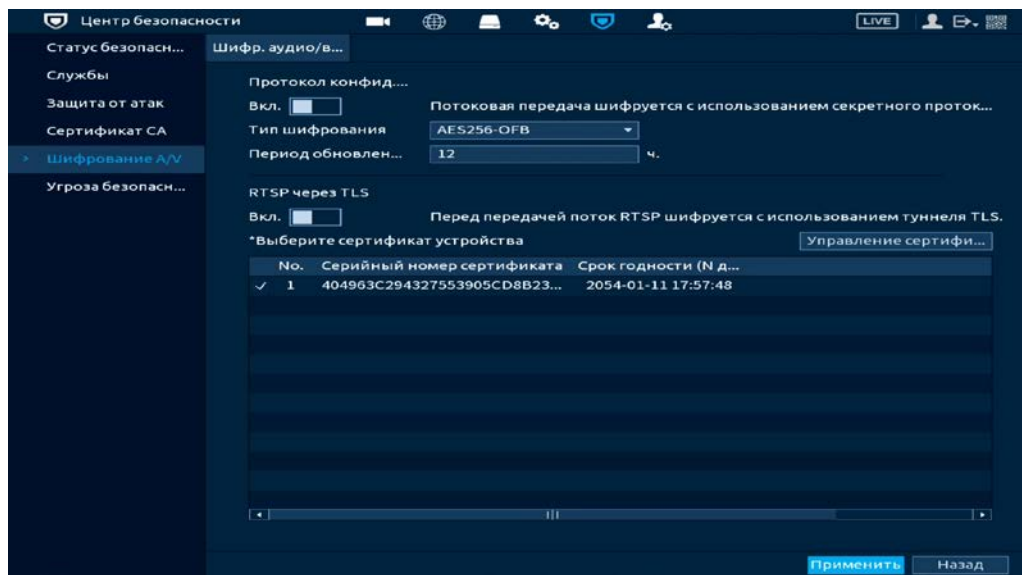 Центр безопасности
LIVE
Статус безопасн...
Шифр. аудио/в...
Службы
Протокол конфид....
Защита от атак
Вкл.
Потоковая передача шифруется с использованием секретного проток...
Сертификат CA
Тип шифрования
AES256-OFB
Шифрование A/V
Период обновлен...
12
ч.
Угроза безопасн...
RTSP через TLS
Вкл.
Перед передачей поток RTSP шифруется с использованием туннеля TLS.
*Выберите сертификат устройства
Управление сертифи...
No. Серийный номер сертификата Срок годности (N д...
1 404963C294327553905CD8B23... 2054-01-11 17:57:48
Применить
Назад